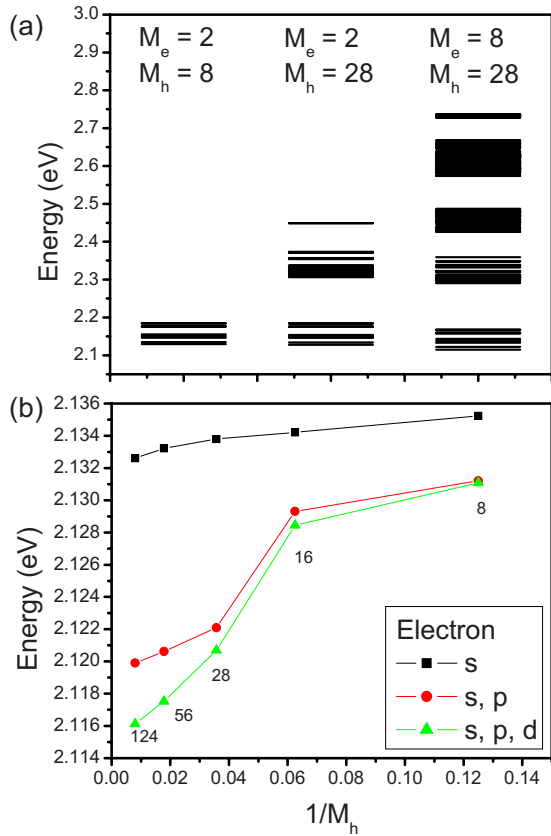 (a)
M_e = 2 M_e = 2 M_e = 8
M_h = 8 M_h = 28 M_h = 28
3.0
2.9
2.8
2.7
2.6
2.5
2.4
2.3
2.2
2.1
Energy (eV)
(b)
2.136
2.134
2.132
2.130
2.128
2.126
2.124
2.122
2.120
2.118
2.116
2.114
Energy (eV)
8
16
28
56
124
Electron
s
s, p
s, p, d
0.00 0.02 0.04 0.06 0.08 0.10 0.12 0.14
1/M_h